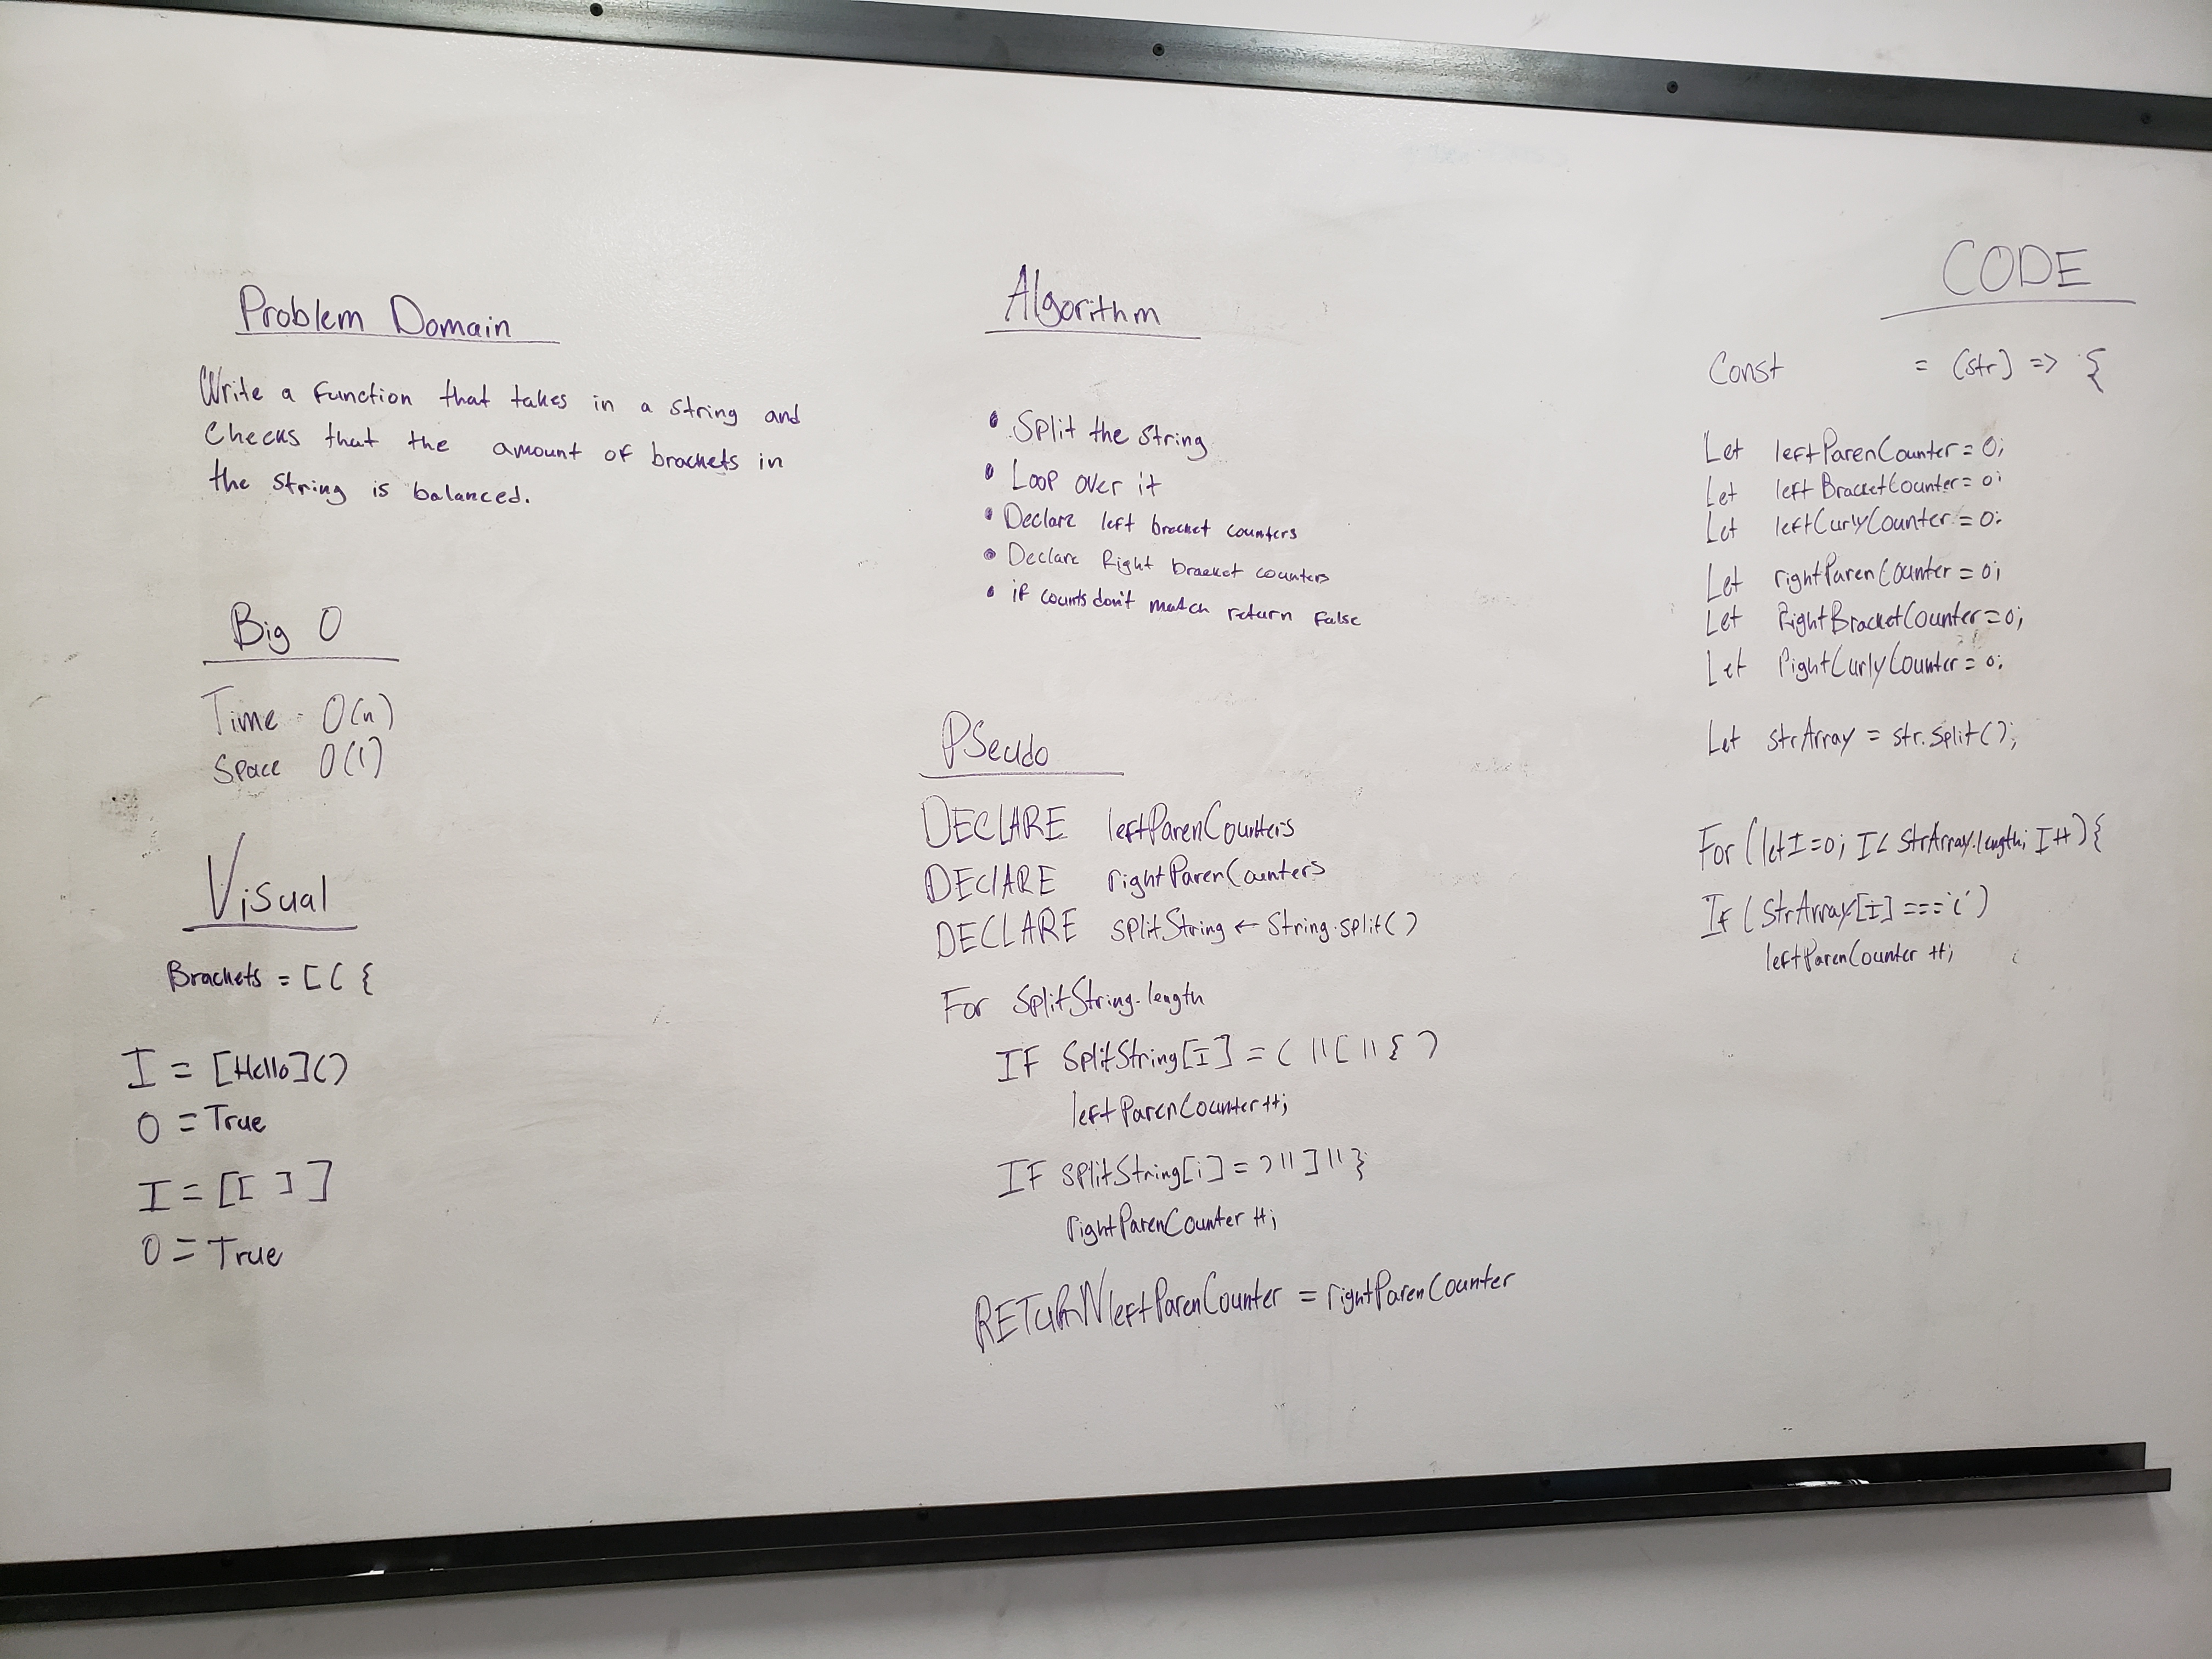 Problem Domain
Write a function that takes in a string and
Checks that the amount of brackets in
the string is balanced.
Big O
Time - O(n)
Space O(1)
Visual
Brackets = [ ( {
I = [Hello]()
O = True
I = [[ ]]
O = True
Algorithm
• Split the string
• Loop over it
• Declare left bracket counters
• Declare Right bracket counters
• if counts don't match return False
PSeudo
DECLARE leftParenCounters
DECLARE rightParenCounters
DECLARE splitString ← String.split()
For splitString.length
IF splitString[I] = ( || [ || { )
leftParenCounter++;
IF splitString[i] = ) || ] || }
rightParenCounter ++;
RETURN leftParenCounter = rightParenCounter
CODE
Const = (str) => {
Let leftParenCounter = 0;
Let leftBracketCounter = 0;
Let leftCurlyCounter = 0;
Let rightParenCounter = 0;
Let RightBracketCounter = 0;
Let RightCurlyCounter = 0;
Let strArray = str.split();
For (let I = 0; I < StrArray.length; I++) {
If (StrArray[I] === '(')
leftParenCounter ++;